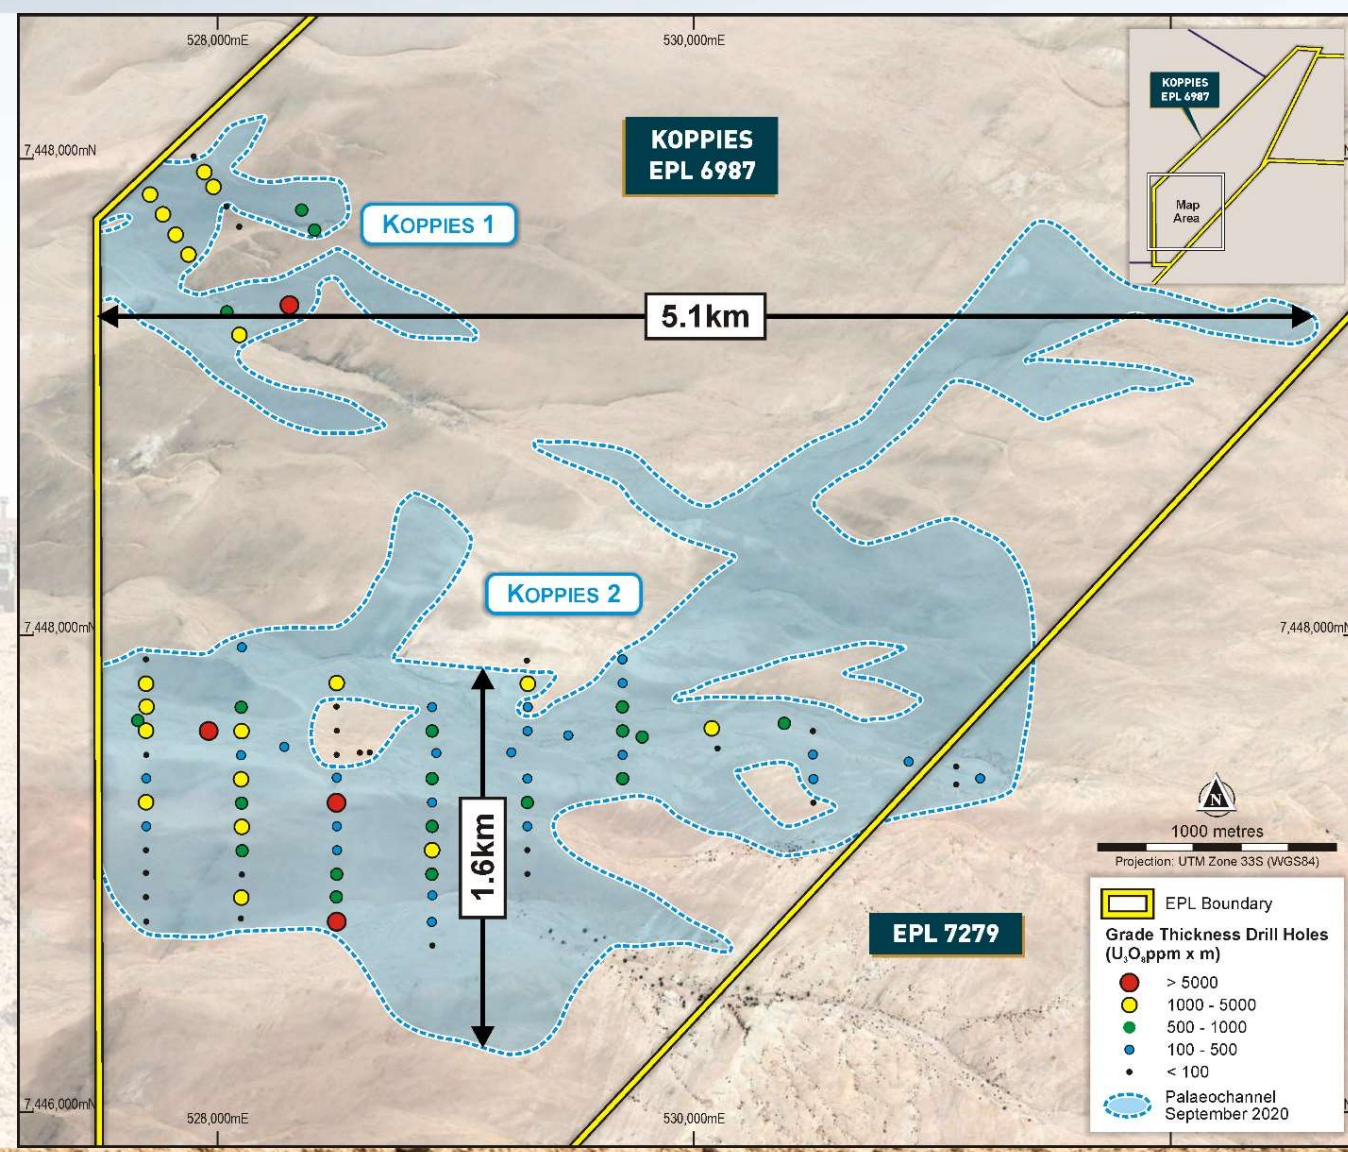 528,000mE
530,000mE
7,448,000mN
KOPPIES
EPL 6987
KOPPIES
EPL 6987
Map
Area
KOPPIES 1
5.1km
KOPPIES 2
7,448,000mN
7,448,000mN
1.6km
N
1000 metres
Projection: UTM Zone 33S (WGS84)
EPL 7279
EPL Boundary
Grade Thickness Drill Holes
(U₃O₈ppm x m)
> 5000
1000 - 5000
500 - 1000
100 - 500
< 100
Palaeochannel
September 2020
7,446,000mN
528,000mE
530,000mE